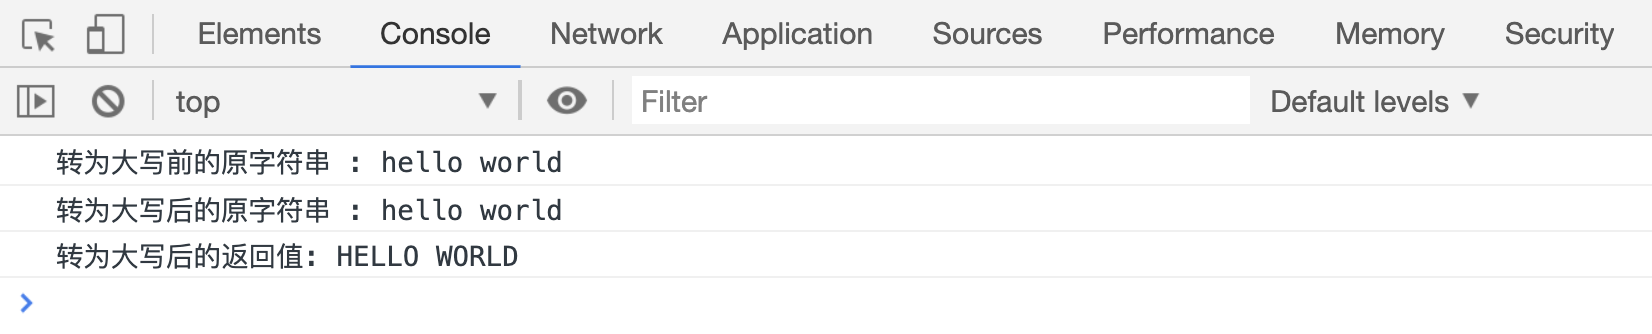 Elements Console Network Application Sources Performance Memory Security
top Filter Default levels
转为大写前的原字符串 : hello world
转为大写后的原字符串 : hello world
转为大写后的返回值: HELLO WORLD